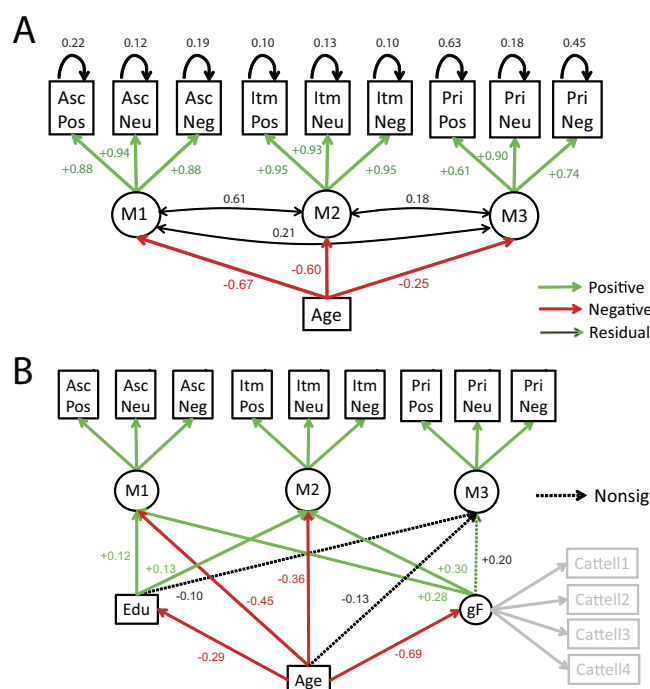 A
0.22 0.12 0.19 0.10 0.13 0.10 0.63 0.18 0.45
Asc Asc Asc Itm Itm Itm Pri Pri Pri
Pos Neu Neg Pos Neu Neg Pos Neu Neg
+0.88 +0.94 +0.88 +0.95 +0.93 +0.95 +0.61 +0.90 +0.74
M1 0.61 M2 0.18 M3
0.21
-0.67 -0.60 -0.25
Age
Positive
Negative
Residual
B
Asc Asc Asc Itm Itm Itm Pri Pri Pri
Pos Neu Neg Pos Neu Neg Pos Neu Neg
M1 M2 M3
Nonsig
+0.12 +0.13 +0.30 +0.20
-0.10 -0.45 -0.36 -0.13 +0.28
Edu gF
Cattell1
Cattell2
Cattell3
Cattell4
-0.29 -0.69
Age